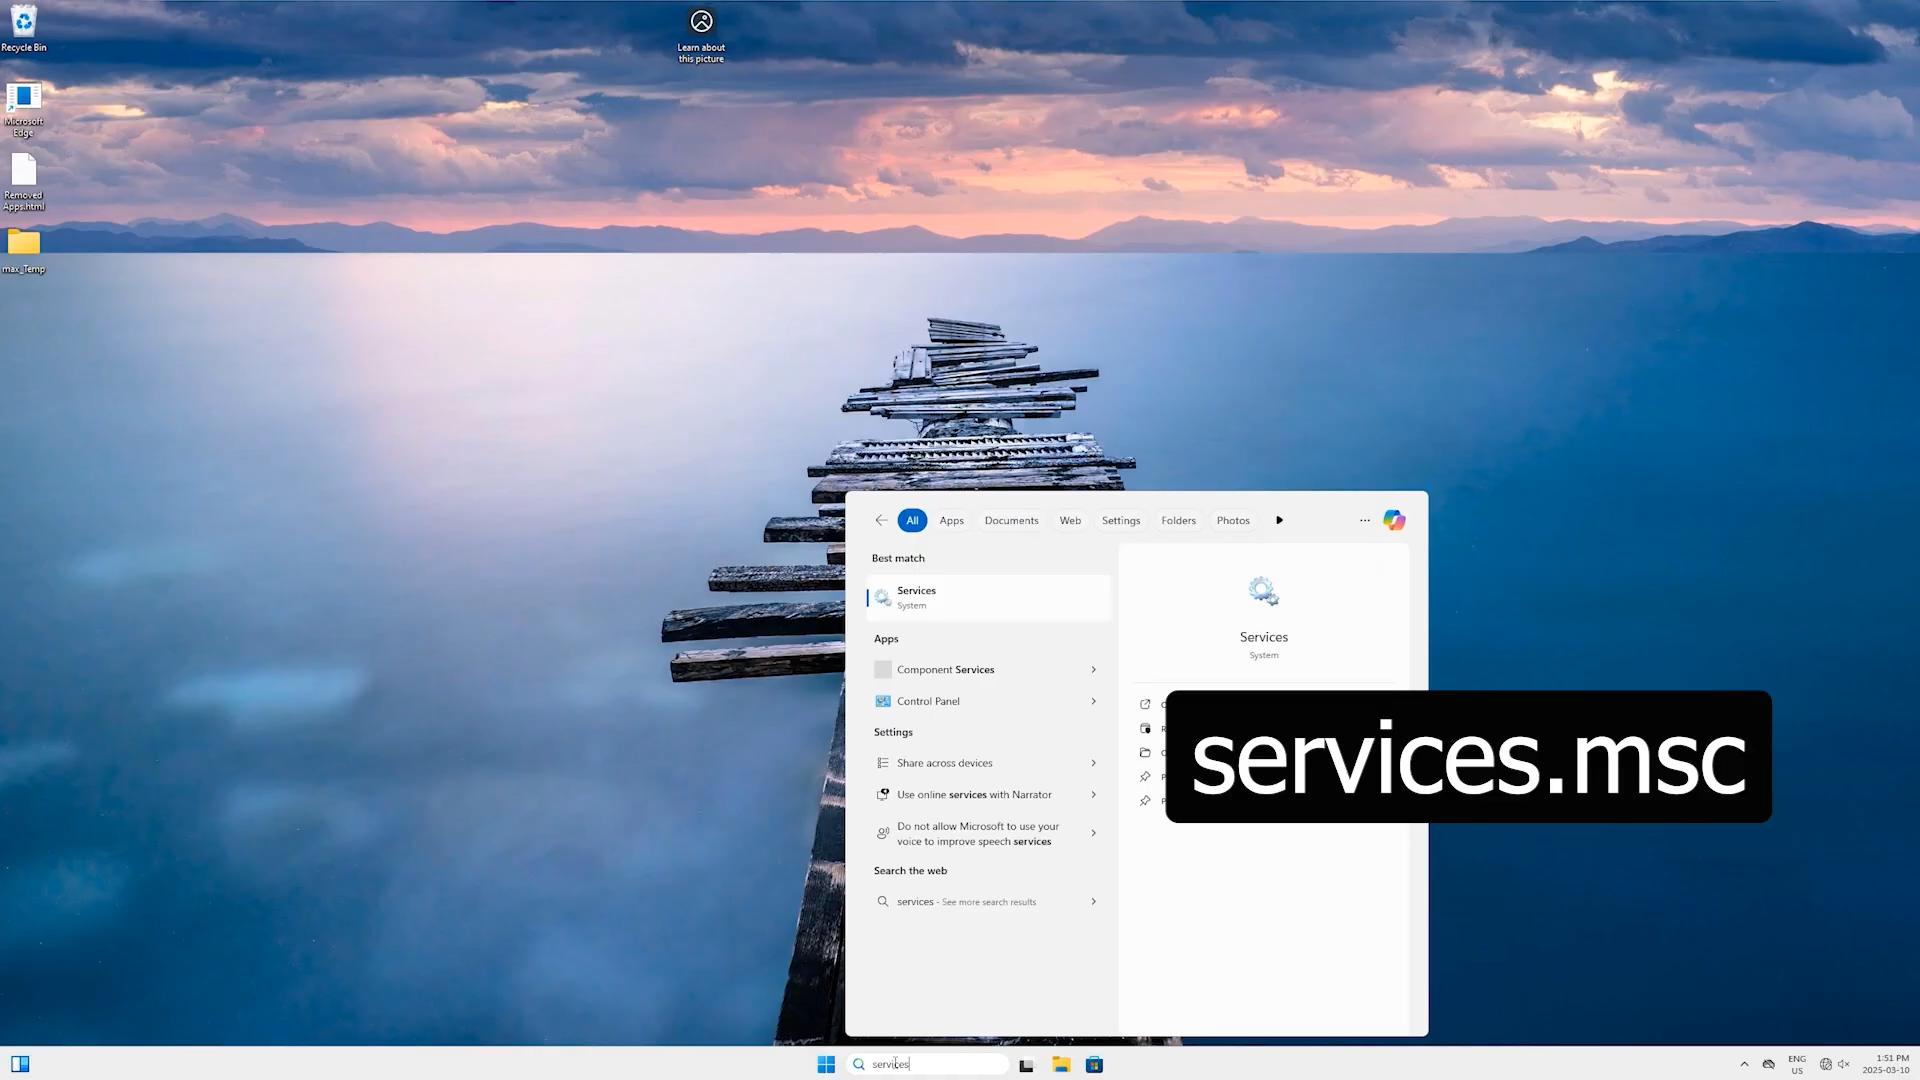 Recycle Bin
Learn about
this picture
Microsoft
Edge
Removed
Apps.html
max_Temp
All
Apps
Documents
Web
Settings
Folders
Photos
Best match
Services
System
Apps
Component Services
Control Panel
Settings
Share across devices
Use online services with Narrator
Do not allow Microsoft to use your
voice to improve speech services
Search the web
services - See more search results
Services
System
services.msc
services
ENG
US
1:51 PM
2025-03-10